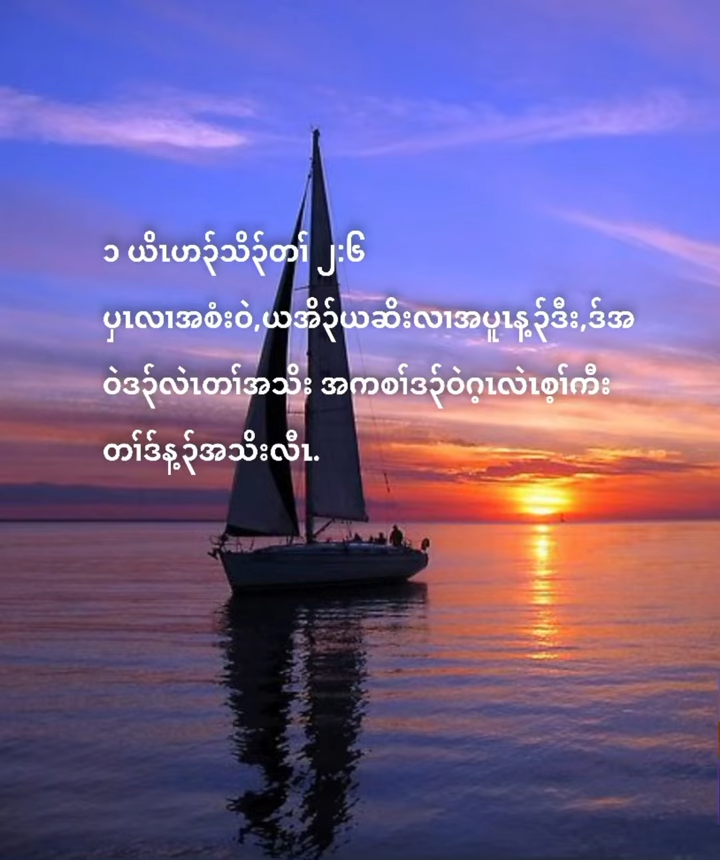 ၁ ယိၤဟၣ်သိၣ်တၢ် ၂:၆
ပှၤလၢအစံးဝဲ,ယအိၣ်ယဆိးလၢအပူၤန့ၣ်ဒီး,ဒ်အ
ဝဲဒၣ်လဲၤတၢ်အသိး အကစၢ်ဒၣ်ဝဲဂ့ၤလဲၤစ့ၢ်ကီး
တၢ်ဒ်န့ၣ်အသိးလီၤ.